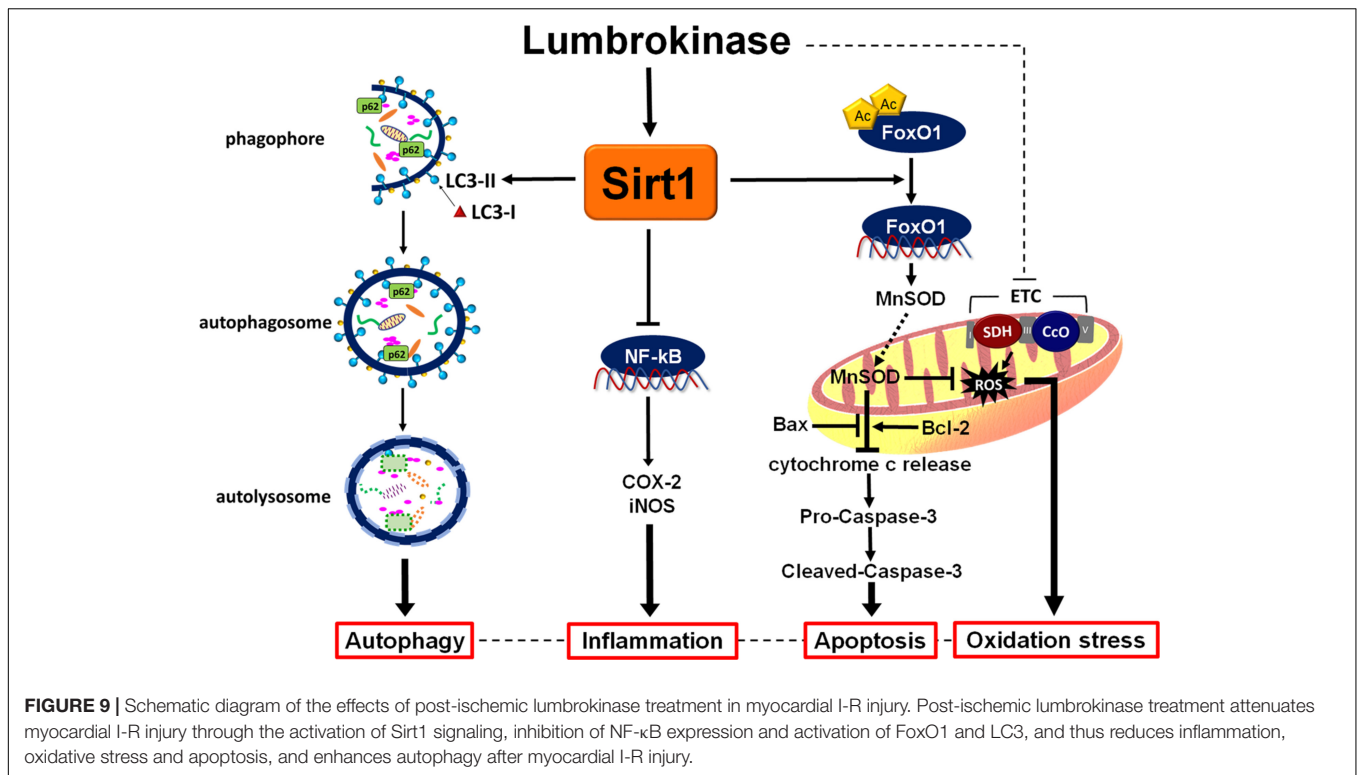 Lumbrokinase
p62
p62
phagophore
LC3-II
LC3-I
Sirt1
Ac
Ac
FoxO1
FoxO1
MnSOD
ETC
I
SDH
III
CcO
V
p62
autophagosome
p62
NF-kB
MnSOD
ROS
Bax
Bcl-2
cytochrome c release
autolysosome
COX-2
iNOS
Pro-Caspase-3
Cleaved-Caspase-3
Autophagy
Inflammation
Apoptosis
Oxidation stress
FIGURE 9 | Schematic diagram of the effects of post-ischemic lumbrokinase treatment in myocardial I-R injury. Post-ischemic lumbrokinase treatment attenuates
myocardial I-R injury through the activation of Sirt1 signaling, inhibition of NF-κB expression and activation of FoxO1 and LC3, and thus reduces inflammation,
oxidative stress and apoptosis, and enhances autophagy after myocardial I-R injury.